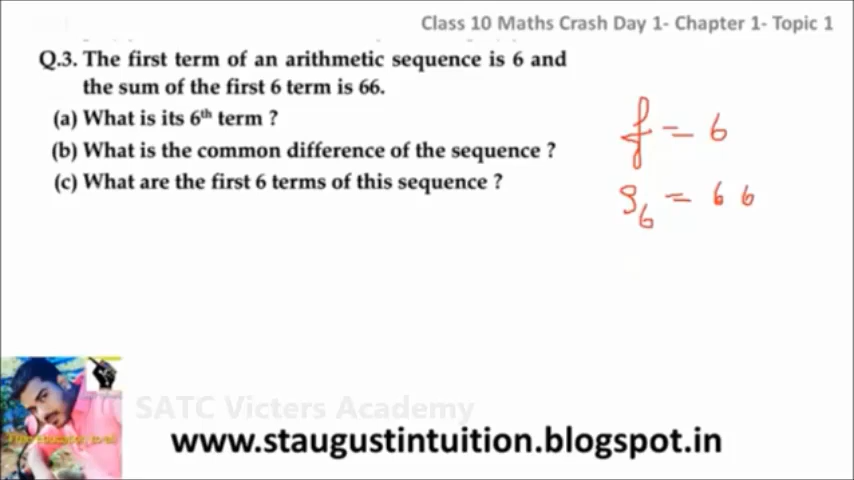 Class 10 Maths Crash Day 1- Chapter 1- Topic 1
Q.3. The first term of an arithmetic sequence is 6 and
the sum of the first 6 term is 66.
(a) What is its 6th term ?
(b) What is the common difference of the sequence ?
(c) What are the first 6 terms of this sequence ?
f = 6
S6 = 66
SATC Victers Academy
www.staugustintuition.blogspot.in